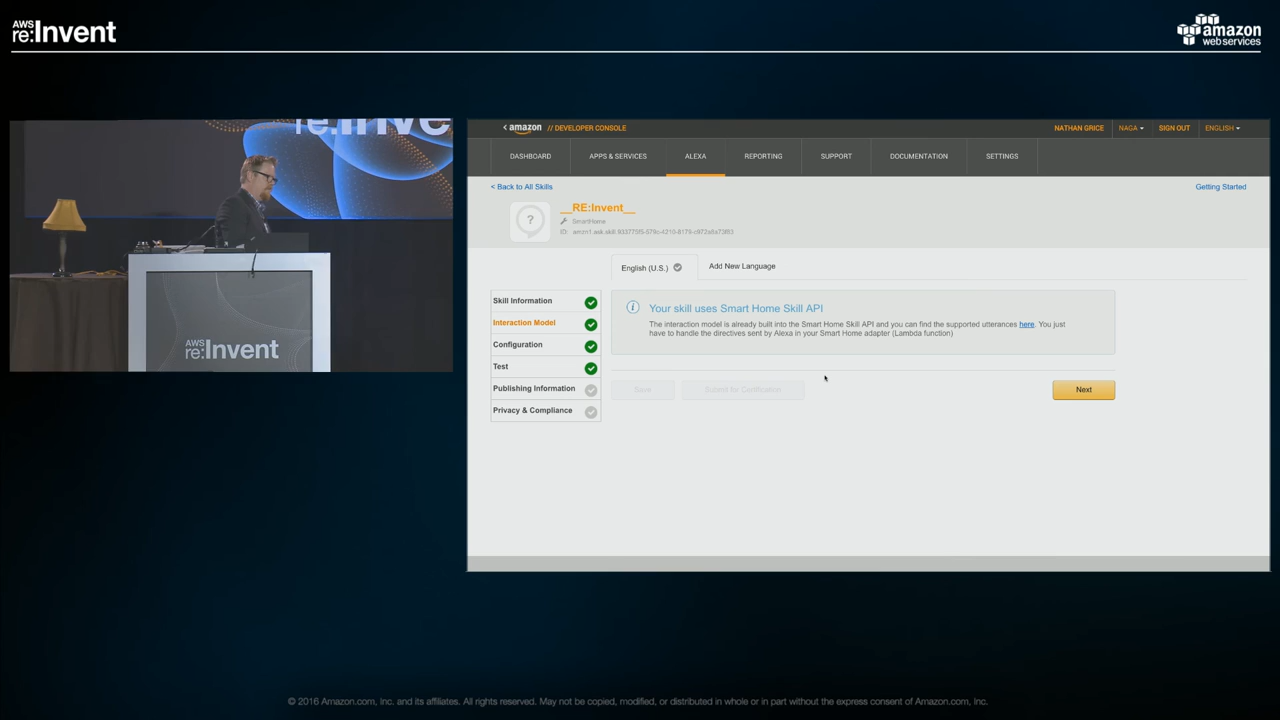 AWS
re:Invent
amazon
web services
re:Inve
AWS
re:Invent
< amazon // DEVELOPER CONSOLE
NATHAN GRICE
NAGA
SIGN OUT
ENGLISH
DASHBOARD
APPS & SERVICES
ALEXA
REPORTING
SUPPORT
DOCUMENTATION
SETTINGS
< Back to All Skills
Getting Started
?
__RE:Invent__
SmartHome
English (U.S.)
Add New Language
Skill Information
Interaction Model
Configuration
Test
Publishing Information
Privacy & Compliance
i
Your skill uses Smart Home Skill API
The interaction model is already built into the Smart Home Skill API and you can find the supported utterances here. You just
have to handle the directives sent by Alexa in your Smart Home adapter (Lambda function)
Save
Submit for Certification
Next
© 2016 Amazon.com, Inc. and its affiliates. All rights reserved. May not be copied, modified, or distributed in whole or in part without the express consent of Amazon.com, Inc.